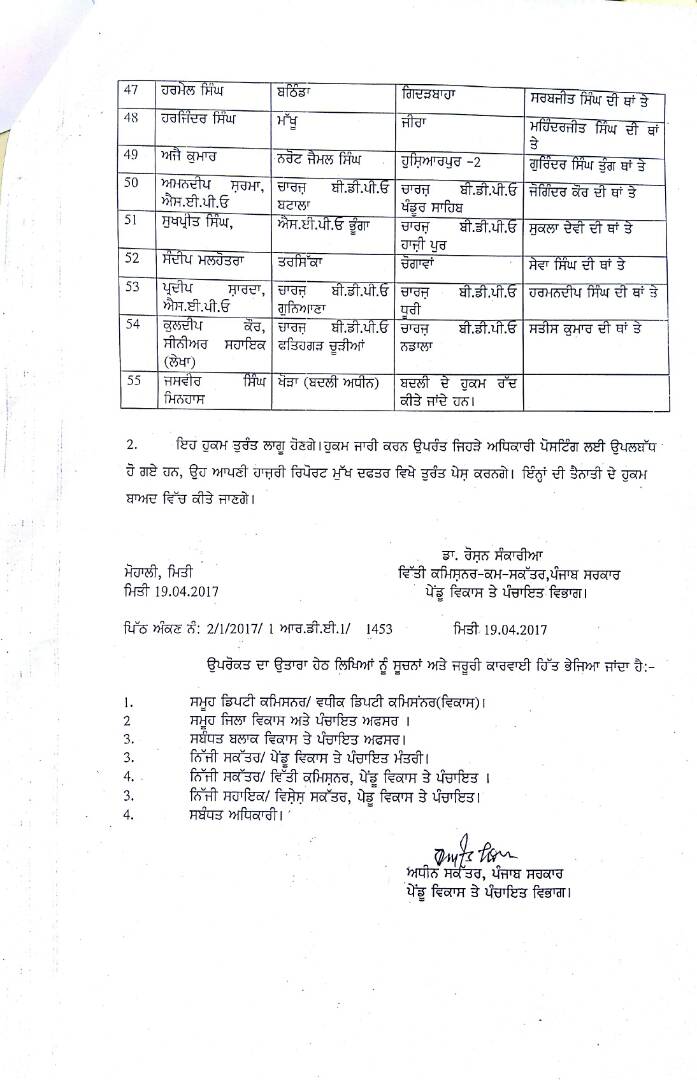 47 ਹਰਮੇਲ ਸਿੰਘ ਬਠਿੰਡਾ ਗਿਦੜਬਾਹਾ ਸਰਬਜੀਤ ਸਿੰਘ ਦੀ ਥਾਂ ਤੇ
48 ਹਰਜਿੰਦਰ ਸਿੰਘ ਮੱਖੂ ਜੀਰਾ ਮਹਿੰਦਰਜੀਤ ਸਿੰਘ ਦੀ ਥਾਂ
ਤੇ
49 ਅਜੈ ਕੁਮਾਰ ਨਰੋਟ ਜੈਮਲ ਸਿੰਘ ਹੁਸ਼ਿਆਰਪੁਰ -2 ਗੁਰਿੰਦਰ ਸਿੰਘ ਤੁੰਗ ਥਾਂ ਤੇ
50 ਅਮਨਦੀਪ ਸ਼ਰਮਾ, ਚਾਰਜ਼ ਬੀ.ਡੀ.ਪੀ.ਓ ਚਾਰਜ਼ ਬੀ.ਡੀ.ਪੀ.ਓ ਜੋਗਿੰਦਰ ਕੌਰ ਦੀ ਥਾਂ ਤੇ
ਐਸ.ਈ.ਪੀ.ਓ ਬਟਾਲਾ ਖੰਡੂਰ ਸਾਹਿਬ
51 ਸੁਖਪ੍ਰੀਤ ਸਿੰਘ, ਐਸ.ਈ.ਪੀ.ਓ ਭੂੰਗਾ ਚਾਰਜ਼ ਬੀ.ਡੀ.ਪੀ.ਓ ਸੁਕਲਾ ਦੇਵੀ ਦੀ ਥਾਂ ਤੇ
ਹਾਜ਼ੀ ਪੁਰ
52 ਸੰਦੀਪ ਮਲਹੋਤਰਾ ਤਰਸਿੱਕਾ ਚੋਗਾਵਾਂ ਸੇਵਾ ਸਿੰਘ ਦੀ ਥਾਂ ਤੇ
53 ਪ੍ਰਦੀਪ ਸ਼ਾਰਦਾ, ਚਾਰਜ਼ ਬੀ.ਡੀ.ਪੀ.ਓ ਚਾਰਜ਼ ਬੀ.ਡੀ.ਪੀ.ਓ ਹਰਮਨਦੀਪ ਸਿੰਘ ਦੀ ਥਾਂ ਤੇ
ਐਸ.ਈ.ਪੀ.ਓ ਗੁਨਿਆਣਾ ਧੂਰੀ
54 ਕੁਲਦੀਪ ਕੌਰ, ਚਾਰਜ਼ ਬੀ.ਡੀ.ਪੀ.ਓ ਚਾਰਜ਼ ਬੀ.ਡੀ.ਪੀ.ਓ ਸਤੀਸ ਕੁਮਾਰ ਦੀ ਥਾਂ ਤੇ
ਸੀਨੀਅਰ ਸਹਾਇਕ ਫਤਿਹਗੜ ਚੂੜੀਆਂ ਨਡਾਲਾ
(ਲੇਖਾ)
55 ਜਸਵੀਰ ਸਿੰਘ ਖੇੜਾ (ਬਦਲੀ ਅਧੀਨ) ਬਦਲੀ ਦੇ ਹੁਕਮ ਰੱਦ
ਮਿਨਹਾਸ ਕੀਤੇ ਜਾਂਦੇ ਹਨ।
2. ਇਹ ਹੁਕਮ ਤੁਰੰਤ ਲਾਗੂ ਹੋਣਗੇ।ਹੁਕਮ ਜਾਰੀ ਕਰਨ ਉਪਰੰਤ ਜਿਹੜੇ ਅਧਿਕਾਰੀ ਪੋਸਟਿੰਗ ਲਈ ਉਪਲਬੱਧ
ਹੋ ਗਏ ਹਨ, ਉਹ ਆਪਣੀ ਹਾਜ਼ਰੀ ਰਿਪੋਰਟ ਮੁੱਖ ਦਫਤਰ ਵਿਖੇ ਤੁਰੰਤ ਪੇਸ਼ ਕਰਨਗੇ। ਇੰਨ੍ਹਾਂ ਦੀ ਤੈਨਾਤੀ ਦੇ ਹੁਕਮ
ਬਾਅਦ ਵਿੱਚ ਕੀਤੇ ਜਾਣਗੇ।
ਡਾ. ਰੋਸ਼ਨ ਸੰਕਾਰੀਆ
ਮੋਹਾਲੀ, ਮਿਤੀ ਵਿੱਤੀ ਕਮਿਸ਼ਨਰ-ਕਮ-ਸਕੱਤਰ,ਪੰਜਾਬ ਸਰਕਾਰ
ਮਿਤੀ 19.04.2017 ਪੇਂਡੂ ਵਿਕਾਸ ਤੇ ਪੰਚਾਇਤ ਵਿਭਾਗ।
ਪਿੱਠ ਅੰਕਣ ਨੰ: 2/1/2017/ 1 ਆਰ.ਡੀ.ਈ.1/ 1453 ਮਿਤੀ 19.04.2017
ਉਪਰੋਕਤ ਦਾ ਉਤਾਰਾ ਹੇਠ ਲਿਖਿਆਂ ਨੂੰ ਸੂਚਨਾਂ ਅਤੇ ਜਰੂਰੀ ਕਾਰਵਾਈ ਹਿੱਤ ਭੇਜਿਆ ਜਾਂਦਾ ਹੈ:-
1. ਸਮੂਹ ਡਿਪਟੀ ਕਮਿਸਨਰ/ ਵਧੀਕ ਡਿਪਟੀ ਕਮਿਸਨਰ(ਵਿਕਾਸ)।
2 ਸਮੂਹ ਜਿਲਾ ਵਿਕਾਸ ਅਤੇ ਪੰਚਾਇਤ ਅਫਸਰ ।
3. ਸਬੰਧਤ ਬਲਾਕ ਵਿਕਾਸ ਤੇ ਪੰਚਾਇਤ ਅਫਸਰ।
3. ਨਿੱਜੀ ਸਕੱਤਰ/ ਪੇਂਡੂ ਵਿਕਾਸ ਤੇ ਪੰਚਾਇਤ ਮੰਤਰੀ।
4. ਨਿੱਜੀ ਸਕੱਤਰ/ ਵਿੱਤੀ ਕਮਿਸ਼ਨਰ, ਪੇਂਡੂ ਵਿਕਾਸ ਤੇ ਪੰਚਾਇਤ ।
3. ਨਿੱਜੀ ਸਹਾਇਕ/ ਵਿਸ਼ੇਸ਼ ਸਕੱਤਰ, ਪੇਡੂ ਵਿਕਾਸ ਤੇ ਪੰਚਾਇਤ।
4. ਸਬੰਧਤ ਅਧਿਕਾਰੀ।
ਅਧੀਨ ਸਕੱਤਰ, ਪੰਜਾਬ ਸਰਕਾਰ
ਪੇਂਡੂ ਵਿਕਾਸ ਤੇ ਪੰਚਾਇਤ ਵਿਭਾਗ।